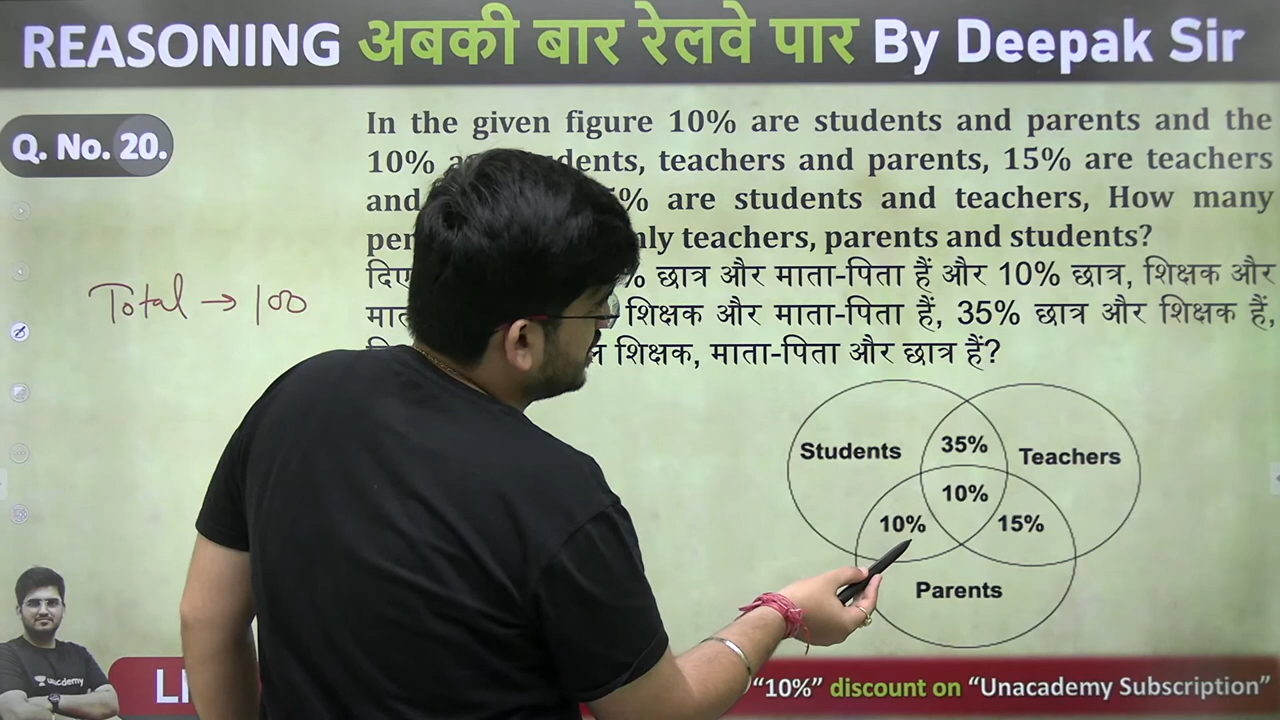 REASONING अबकी बार रेलवे पार By Deepak Sir
Q. No. 20.
In the given figure 10% are students and parents and the
10% teachers and parents, 15% are teachers
and % are students and teachers, How many
teachers, parents and students?
Total → 100
छात्र और माता-पिता हैं और 10% छात्र, शिक्षक और
शिक्षक और माता-पिता हैं, 35% छात्र और शिक्षक हैं,
शिक्षक, माता-पिता और छात्र हैं?
Students
35%
Teachers
10%
10%
15%
Parents
unacademy
“10%” discount on “Unacademy Subscription”